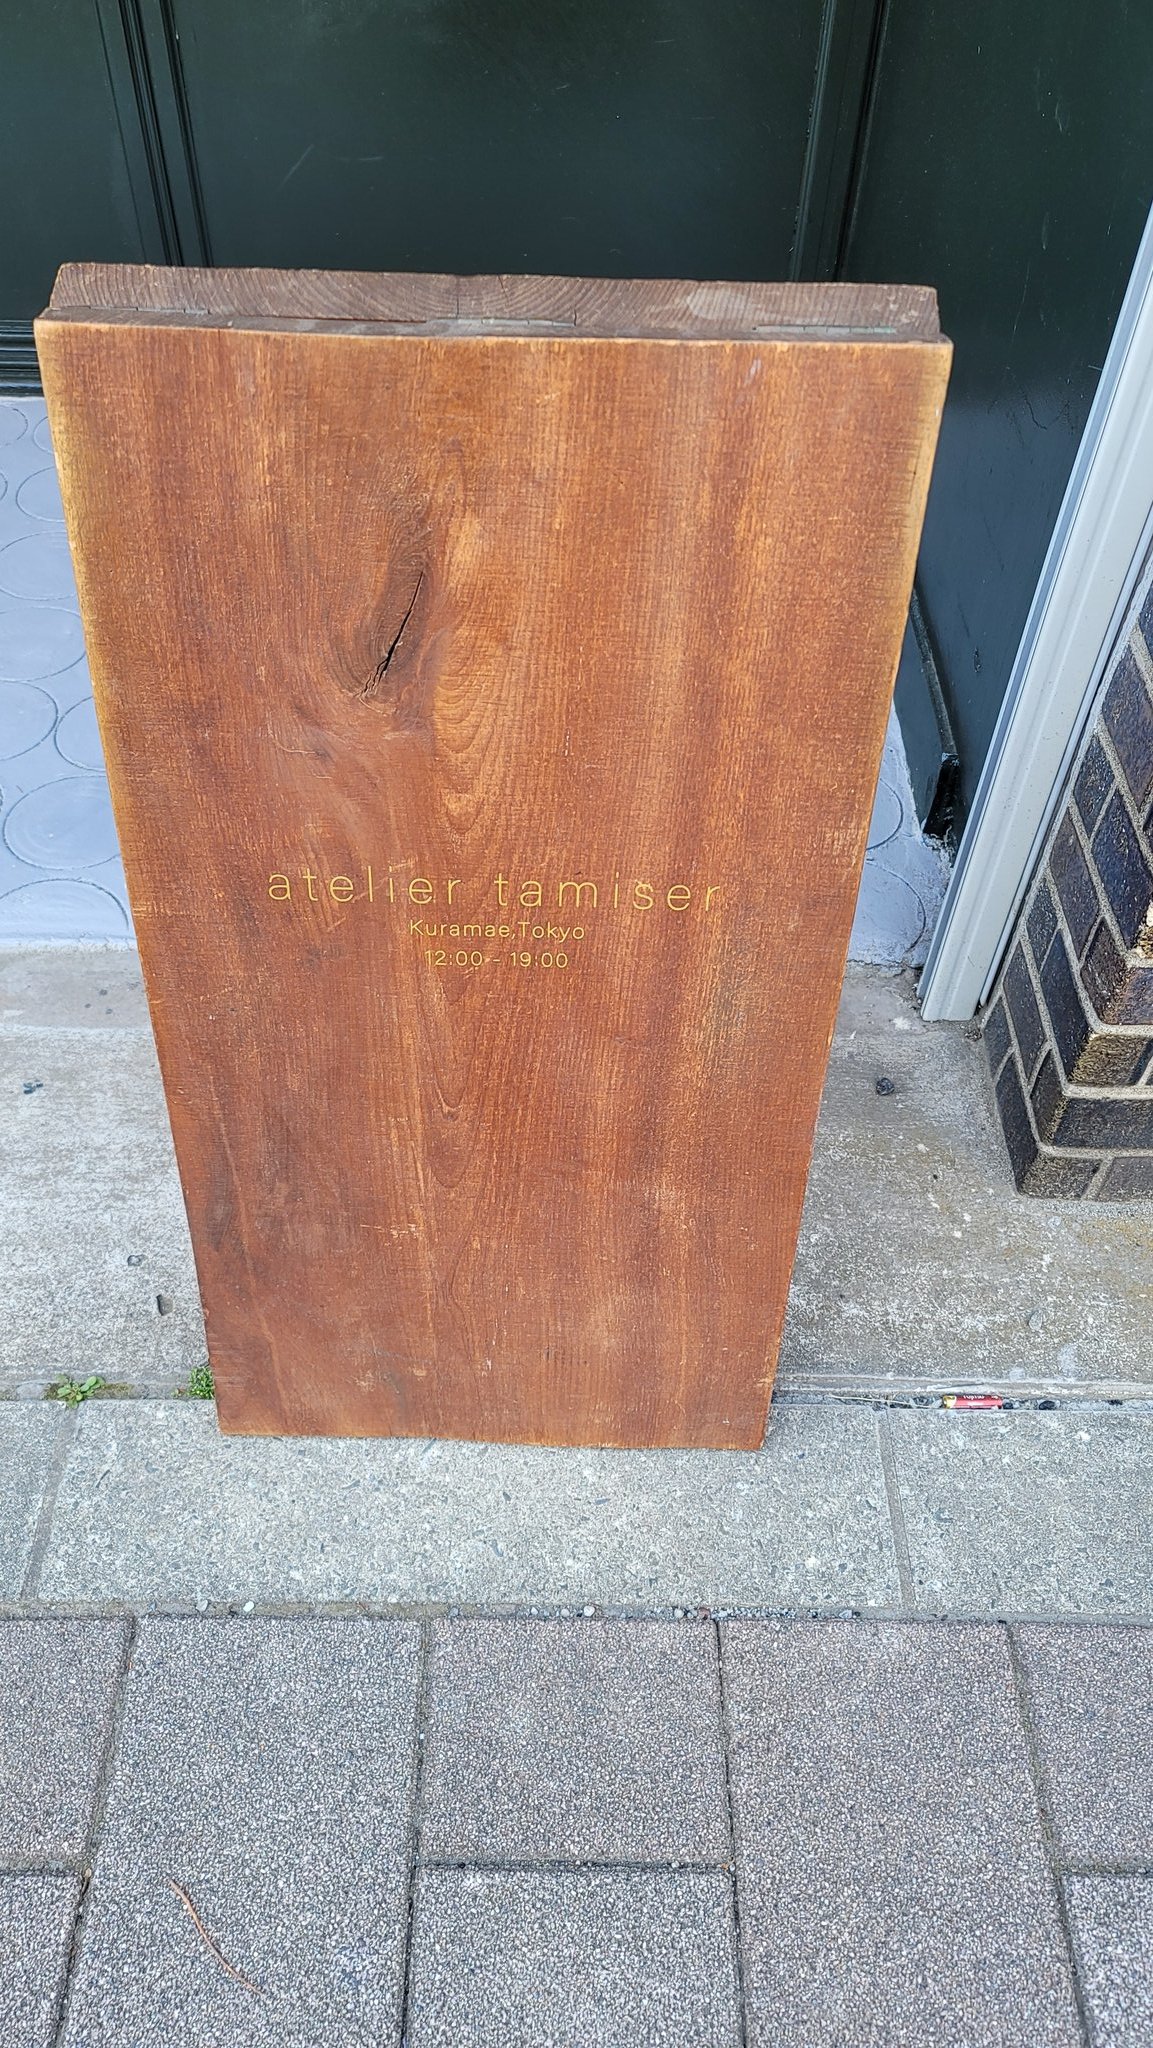 atelier tamiser
Kuramae,Tokyo
12:00 - 19:00